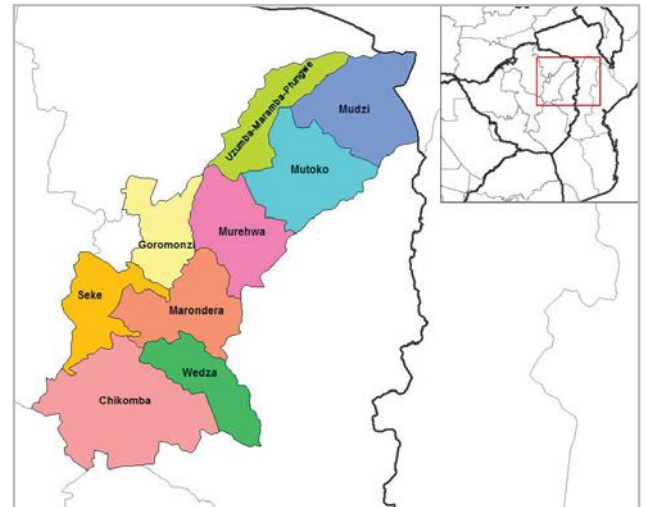 Uzumba-Maramba-Pfungwe
Mudzi
Mutoko
Murehwa
Goromonzi
Seke
Marondera
Wedza
Chikomba